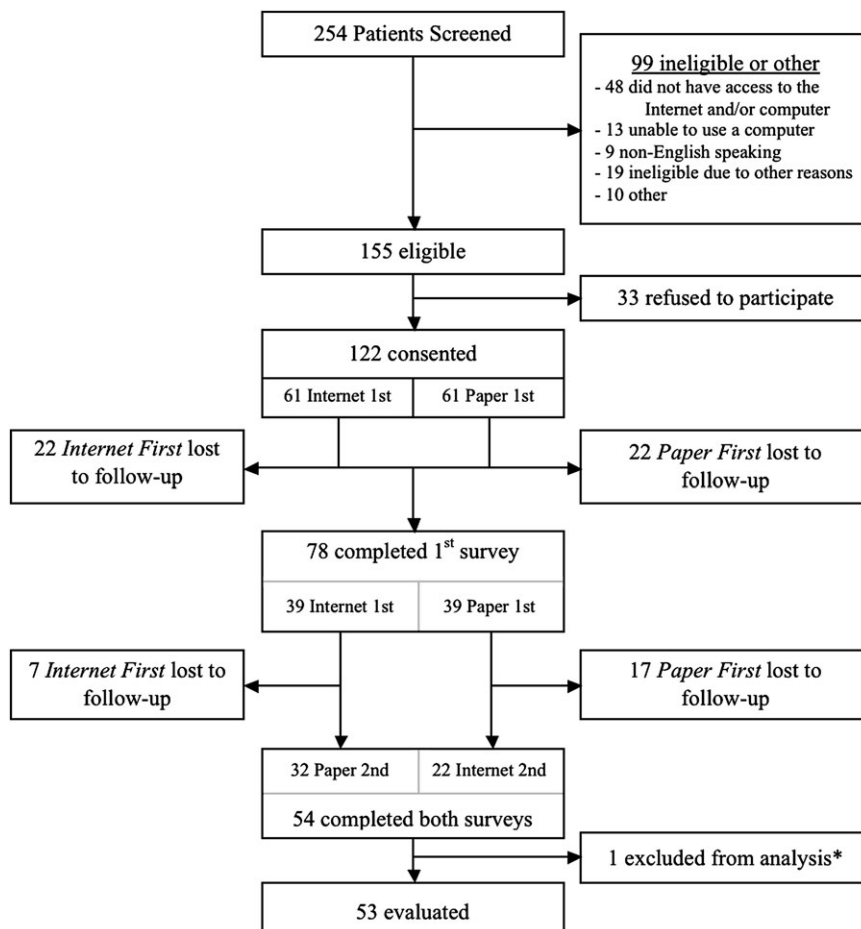 254 Patients Screened
99 ineligible or other
- 48 did not have access to the
Internet and/or computer
- 13 unable to use a computer
- 9 non-English speaking
- 19 ineligible due to other reasons
- 10 other
155 eligible
33 refused to participate
122 consented
61 Internet 1st
61 Paper 1st
22 Internet First lost
to follow-up
22 Paper First lost to
follow-up
78 completed 1st survey
39 Internet 1st
39 Paper 1st
7 Internet First lost to
follow-up
17 Paper First lost to
follow-up
32 Paper 2nd
22 Internet 2nd
54 completed both surveys
1 excluded from analysis*
53 evaluated